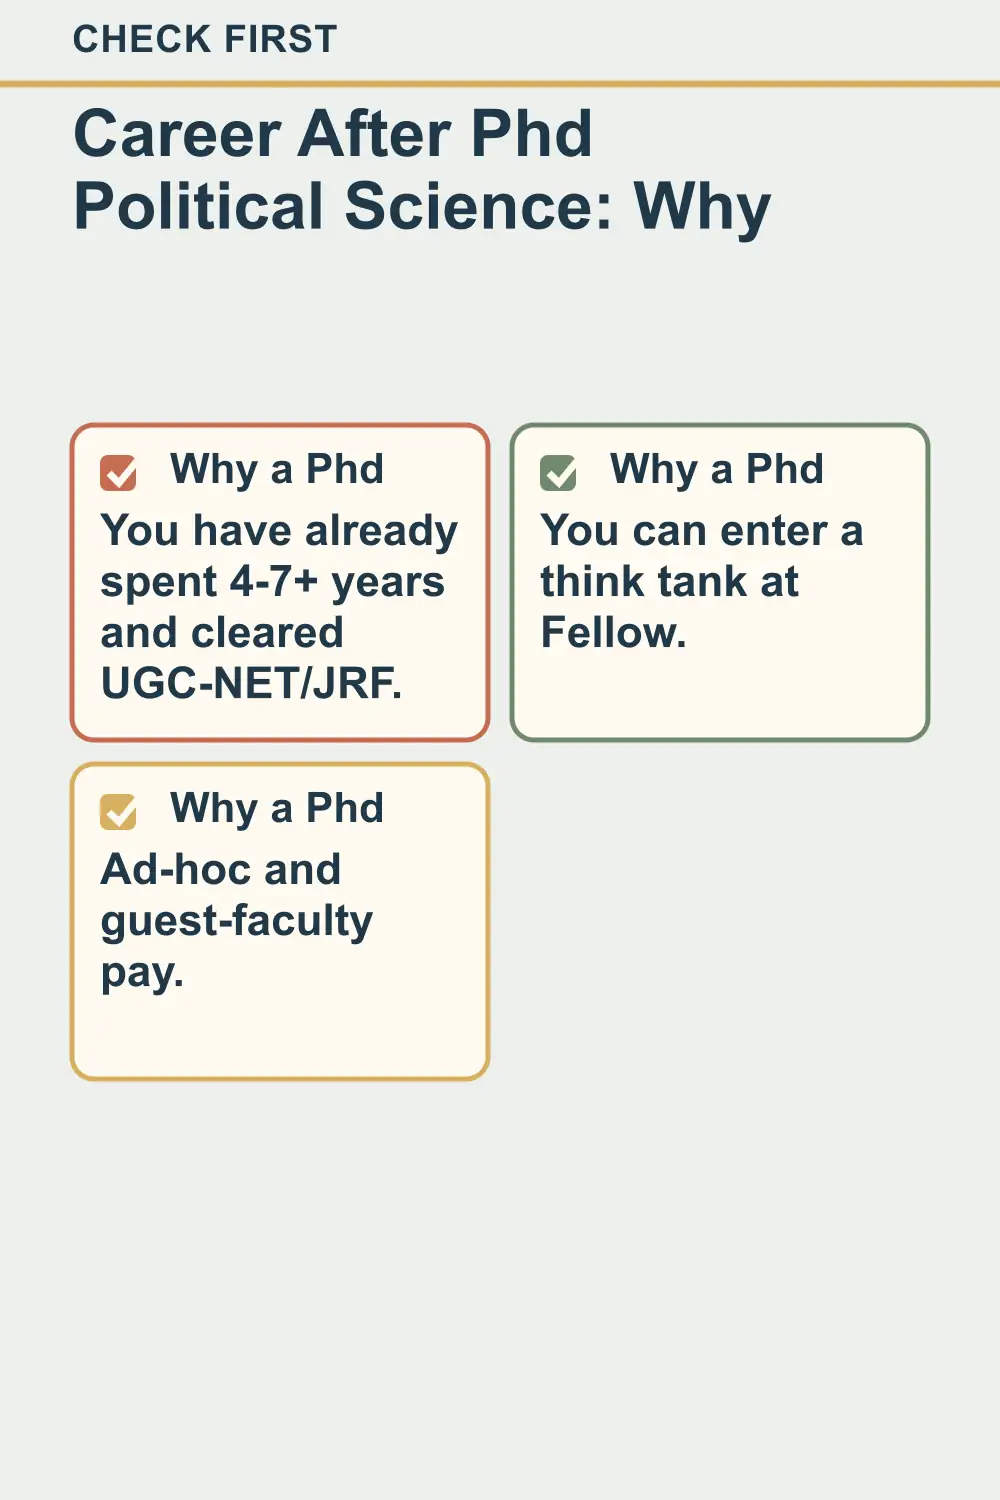 CHECK FIRST
Career After Phd
Political Science: Why
Why a Phd
You have already
spent 4-7+ years
and cleared
UGC-NET/JRF.
Why a Phd
You can enter a
think tank at
Fellow.
Why a Phd
Ad-hoc and
guest-faculty
pay.